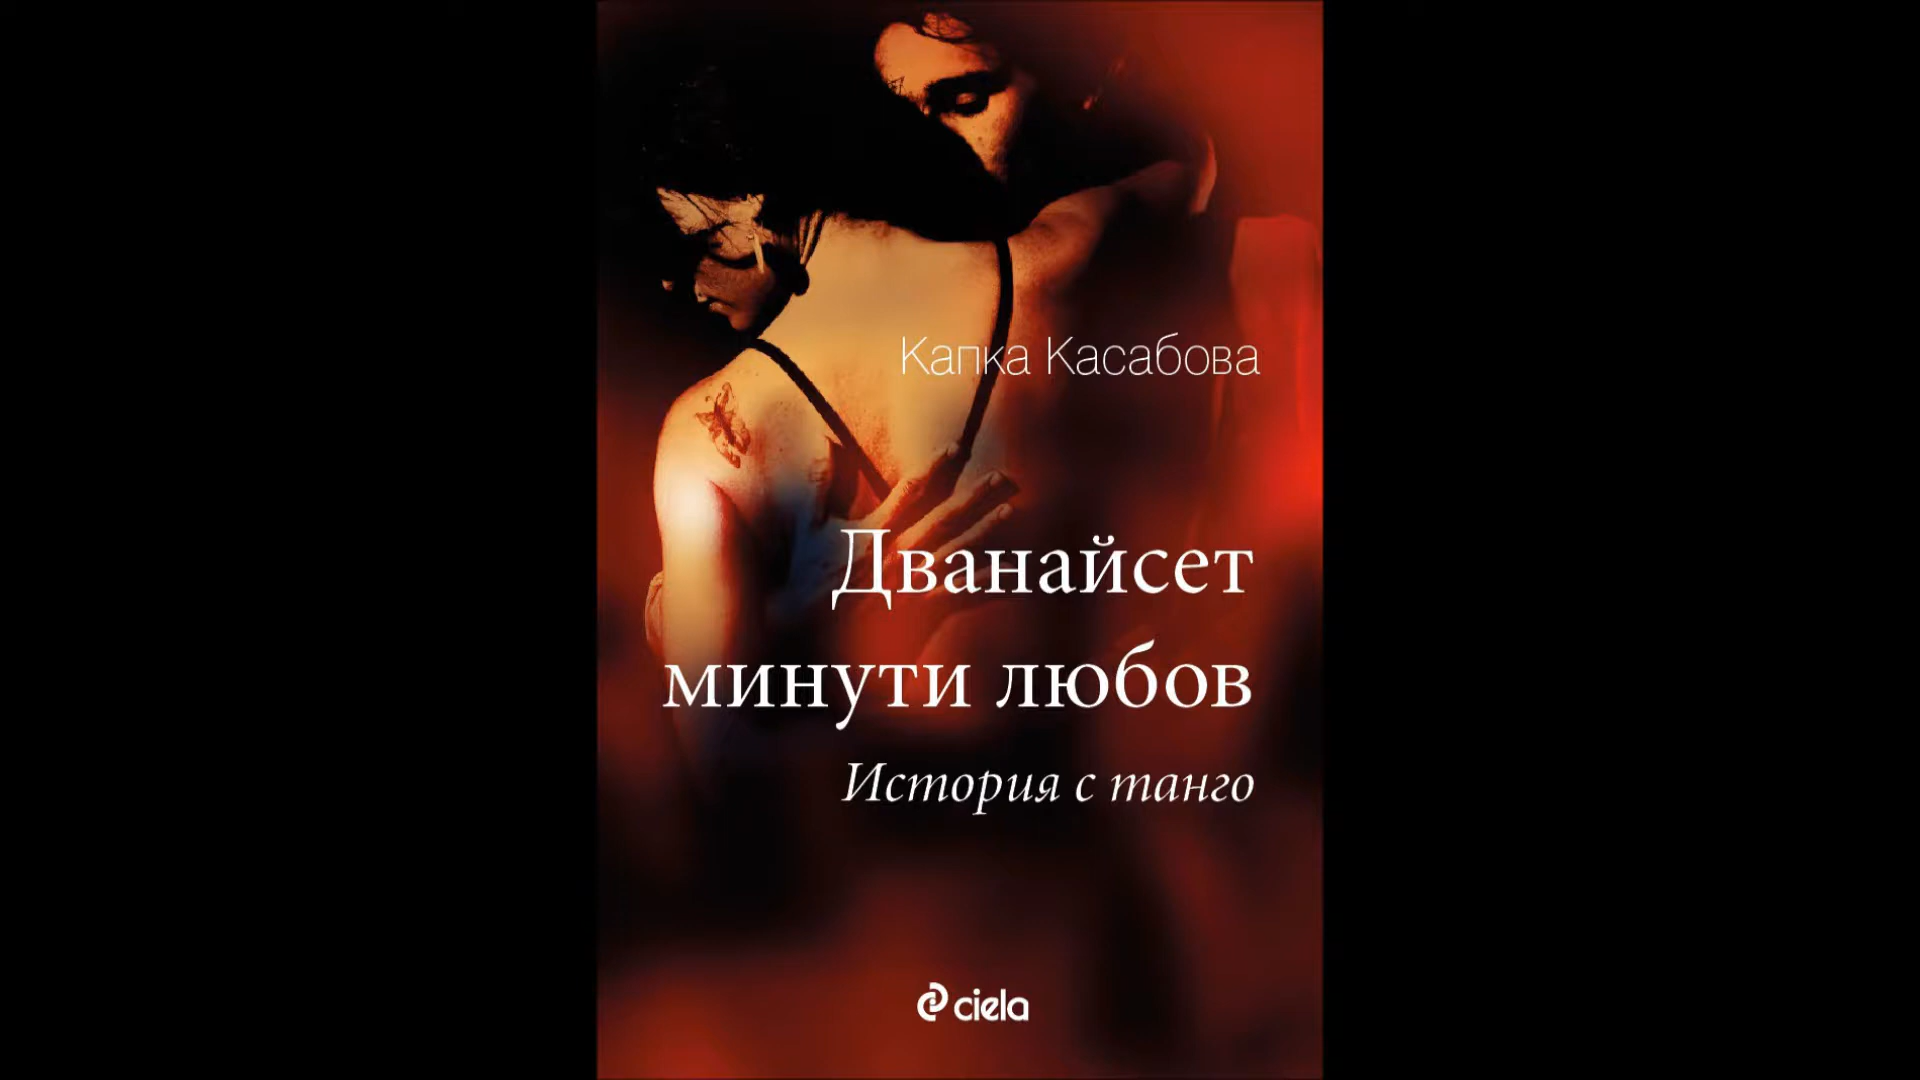 Капка Касабова
Дванайсет
минути любов
История с танго
ciela